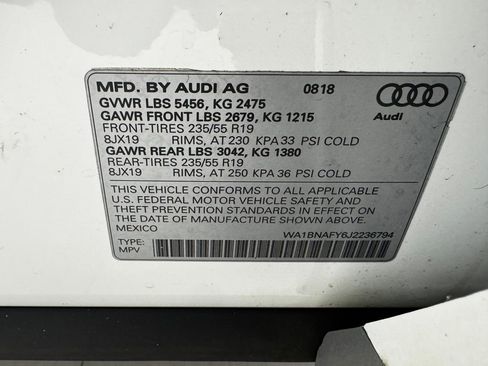 MFD. BY AUDI AG 0818
GVWR LBS 5456, KG 2475
GAWR FRONT LBS 2679, KG 1215
FRONT-TIRES 235/55 R19
8JX19 RIMS, AT 230 KPA 33 PSI COLD
GAWR REAR LBS 3042, KG 1380
REAR-TIRES 235/55 R19
8JX19 RIMS, AT 250 KPA 36 PSI COLD
Audi
THIS VEHICLE CONFORMS TO ALL APPLICABLE
U.S. FEDERAL MOTOR VEHICLE SAFETY AND
THEFT PREVENTION STANDARDS IN EFFECT ON
THE DATE OF MANUFACTURE SHOWN ABOVE.
MEXICO WA1BNAFY6J2236794
TYPE:
MPV